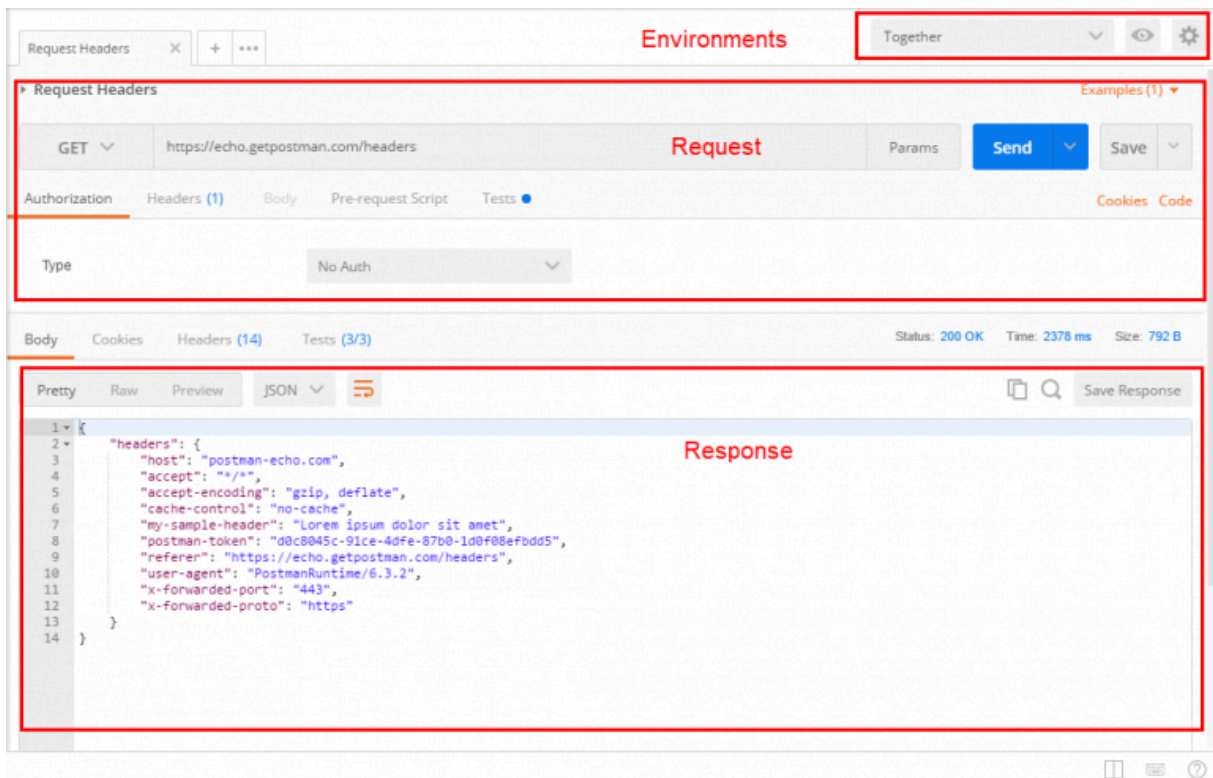 Request Headers
Environments
Together
Request Headers
Examples (1)
GET
https://echo.getpostman.com/headers
Request
Params
Send
Save
Authorization
Headers (1)
Body
Pre-request Script
Tests
Cookies
Code
Type
No Auth
Body
Cookies
Headers (14)
Tests (3/3)
Status: 200 OK
Time: 2378 ms
Size: 792 B
Pretty
Raw
Preview
JSON
Save Response
Response
1 {
2 "headers": {
3 "host": "postman-echo.com",
4 "accept": "*/*",
5 "accept-encoding": "gzip, deflate",
6 "cache-control": "no-cache",
7 "my-sample-header": "Lorem ipsum dolor sit amet",
8 "postman-token": "d0c8045c-91ce-4dfe-87b0-1d0f08efbdd5",
9 "referer": "https://echo.getpostman.com/headers",
10 "user-agent": "PostmanRuntime/6.3.2",
11 "x-forwarded-port": "443",
12 "x-forwarded-proto": "https"
13 }
14 }